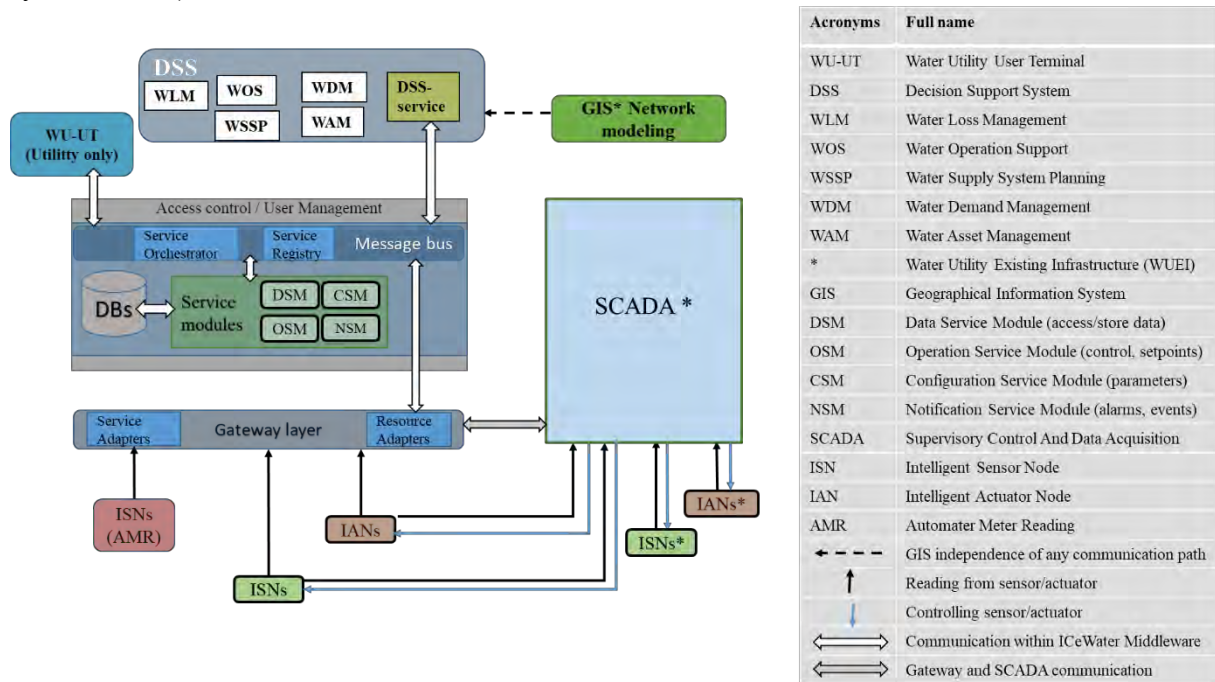 DSS
WLM
WOS
WDM
DSS-
service
WSSP
WAM
GIS* Network
modeling
WU-UT
(Utilitty only)
Access control / User Management
Service
Orchestrator
Service
Registry
Message bus
DBs
Service
modules
DSM
CSM
OSM
NSM
SCADA *
Service
Adapters
Gateway layer
Resource
Adapters
ISNs
(AMR)
IANs
ISNs
ISNs*
IANs*
Acronyms Full name
WU-UT Water Utility User Terminal
DSS Decision Support System
WLM Water Loss Management
WOS Water Operation Support
WSSP Water Supply System Planning
WDM Water Demand Management
WAM Water Asset Management
* Water Utility Existing Infrastructure (WUEI)
GIS Geographical Information System
DSM Data Service Module (access/store data)
OSM Operation Service Module (control, setpoints)
CSM Configuration Service Module (parameters)
NSM Notification Service Module (alarms, events)
SCADA Supervisory Control And Data Acquisition
ISN Intelligent Sensor Node
IAN Intelligent Actuator Node
AMR Automater Meter Reading
GIS independence of any communication path
Reading from sensor/actuator
Controlling sensor/actuator
Communication within ICeWater Middleware
Gateway and SCADA communication